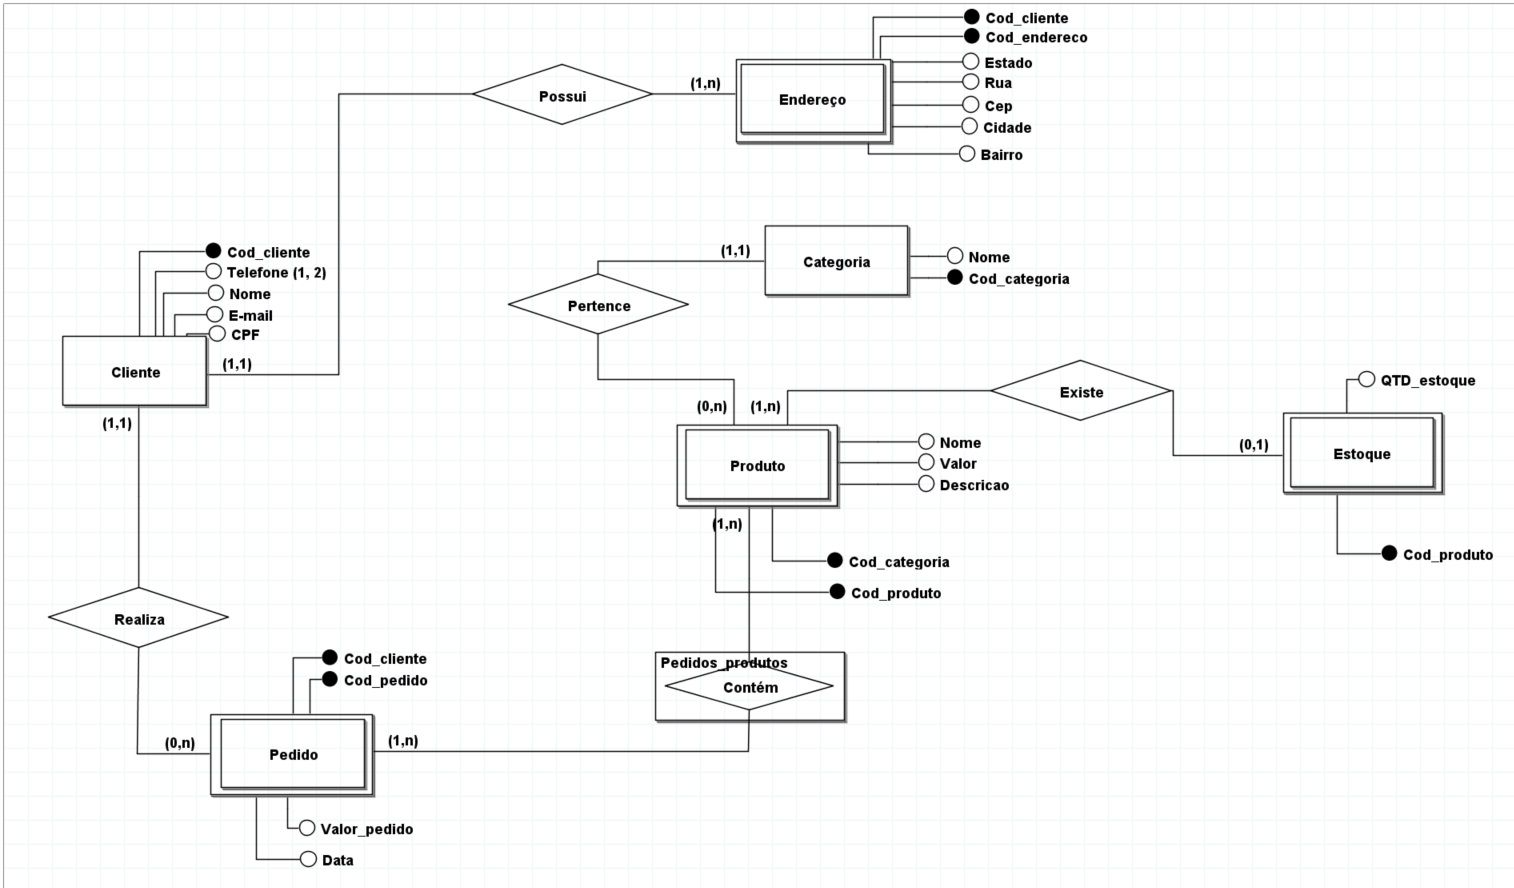 Cod_cliente
Cod_endereco
Estado
Rua
Cep
Cidade
Bairro
Endereço
(1,n)
Possui
Cod_cliente
Telefone (1, 2)
Nome
E-mail
CPF
Cliente
(1,1)
(1,1)
Categoria
(1,1)
Nome
Cod_categoria
Pertence
(0,n)
(1,n)
Existe
QTD_estoque
(0,1)
Estoque
Cod_produto
Produto
Nome
Valor
Descricao
(1,n)
Cod_categoria
Cod_produto
Realiza
Pedidos_produtos
Contém
Cod_cliente
Cod_pedido
(0,n)
Pedido
(1,n)
Valor_pedido
Data